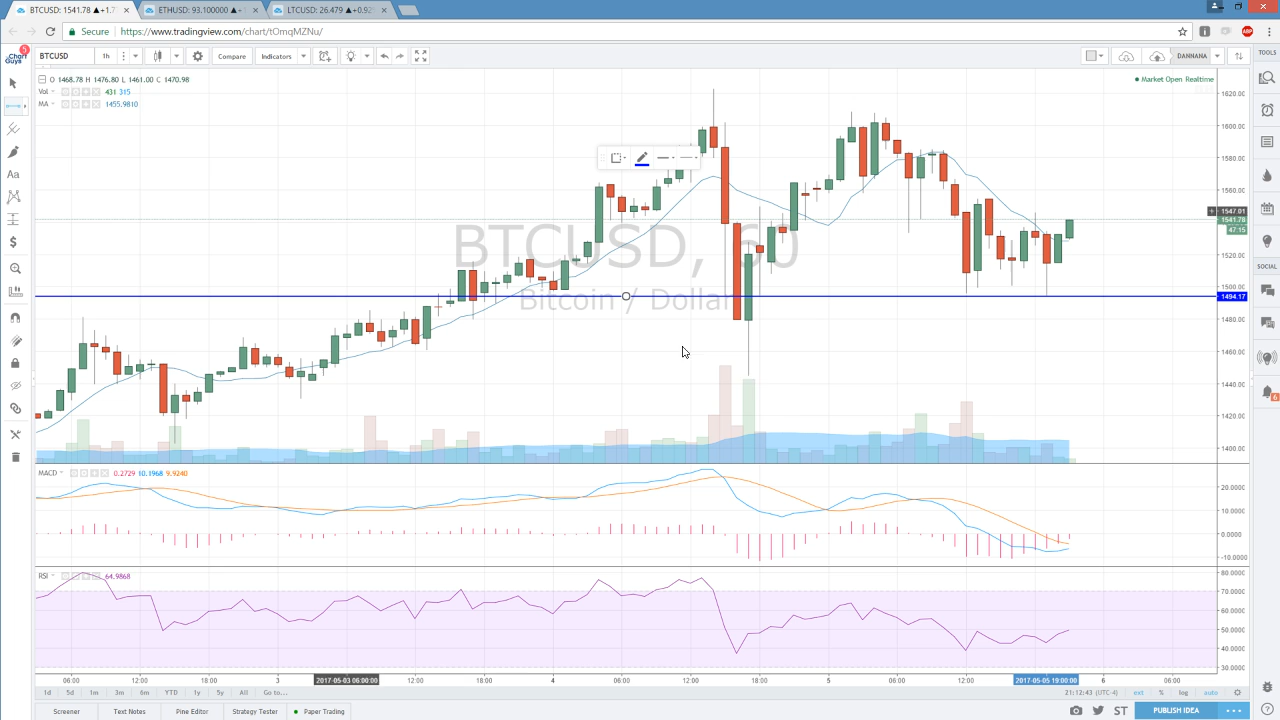 BTCUSD: 1541.78 ▲+1.7
ETHUSD: 93.100000 ▲+
LTCUSD: 26.479 ▲+0.92
Secure https://www.tradingview.com/chart/tOmqMZNu/
ABP
Chart Guys 5
BTCUSD 1h Compare Indicators DANNANA TOOLS
O 1468.78 H 1476.80 L 1461.00 C 1470.98
Market Open Realtime
Vol 431 315
MA 1455.9810
BTCUSD, 60
Bitcoin / Dollar
1620.00
1600.00
1580.00
1560.00
1547.01
1541.78
47:15
1520.00
1500.00
1494.17
1480.00
1460.00
1440.00
1420.00
1400.00
SOCIAL
6
Aa
$
MACD 0.2729 10.1968 9.9240
20.0000
10.0000
0.0000
-10.0000
RSI 64.9868
80.0000
70.0000
60.0000
50.0000
40.0000
30.0000
06:00 12:00 18:00 3 2017-05-03 06:00:00 12:00 18:00 4 06:00 12:00 18:00 5 06:00 12:00 2017-05-05 19:00:00 6 06:00
1d 5d 1m 3m 6m YTD 1y 5y All Go to... 21:12:43 (UTC-4) ext % log auto
Screener Text Notes Pine Editor Strategy Tester Paper Trading ST PUBLISH IDEA